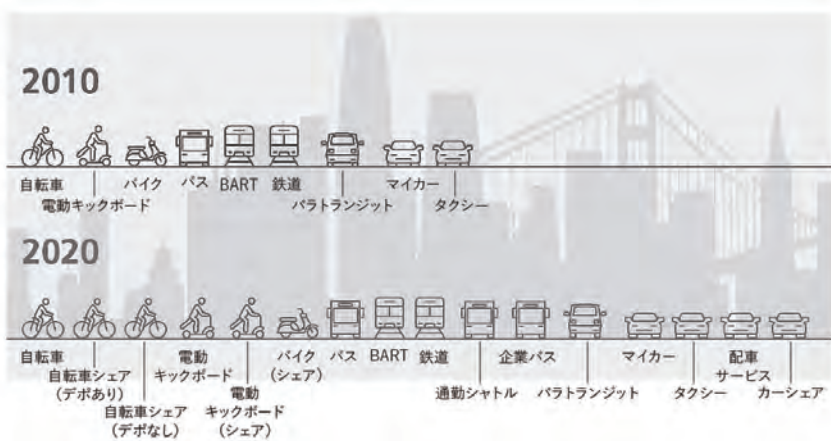 2010
自転車
電動キックボード
バイク
バス
BART
鉄道
パラトランジット
マイカー
タクシー
2020
自転車
自転車シェア
(デポあり)
自転車シェア
(デポなし)
電動
キックボード
電動
キックボード
(シェア)
バイク
(シェア)
バス
BART
鉄道
通勤シャトル
企業バス
パラトランジット
マイカー
タクシー
配車
サービス
カーシェア